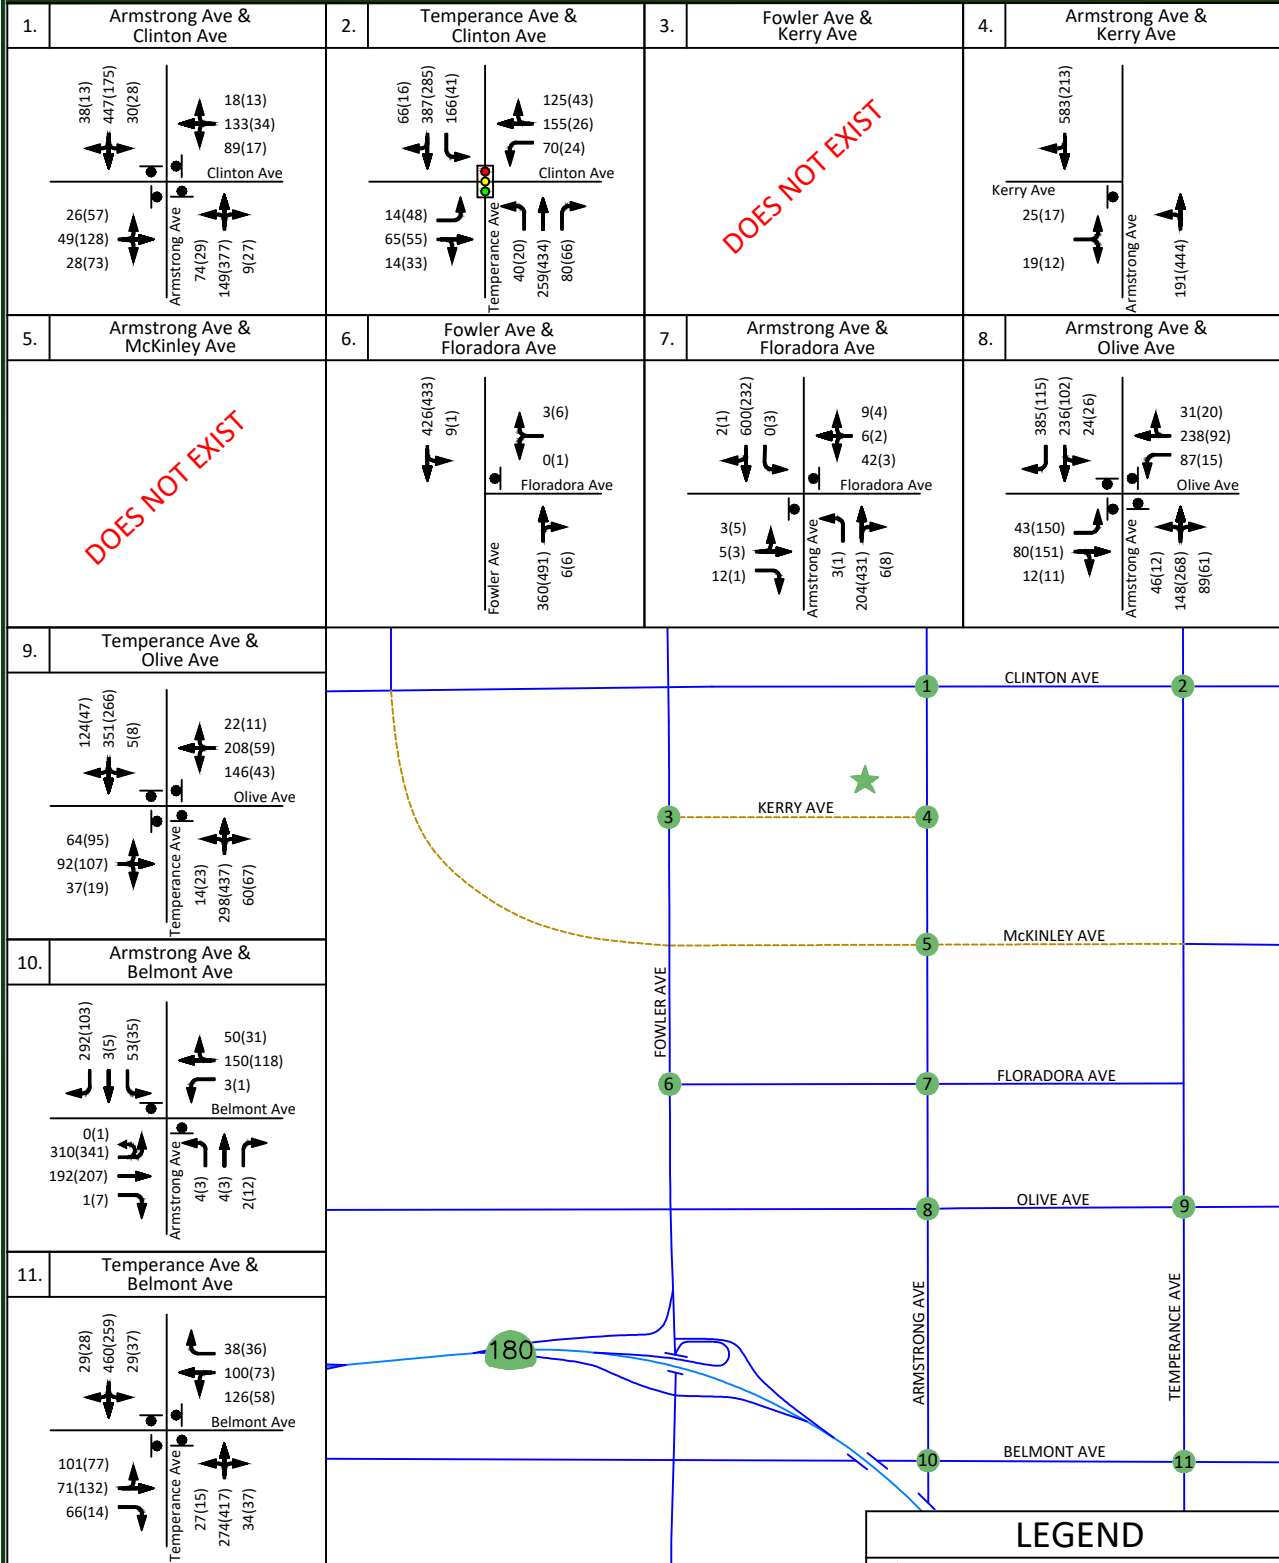 1.
Armstrong Ave &
Clinton Ave
38(13)
447(175)
30(28)
18(13)
133(34)
89(17)
Clinton Ave
26(57)
49(128)
28(73)
Armstrong Ave
74(29)
149(377)
9(27)
2.
Temperance Ave &
Clinton Ave
66(16)
387(285)
166(41)
125(43)
155(26)
70(24)
Clinton Ave
14(48)
65(55)
14(33)
Temperance Ave
40(20)
259(434)
80(66)
3.
Fowler Ave &
Kerry Ave
DOES NOT EXIST
4.
Armstrong Ave &
Kerry Ave
583(213)
Kerry Ave
25(17)
19(12)
Armstrong Ave
191(444)
5.
Armstrong Ave &
McKinley Ave
DOES NOT EXIST
6.
Fowler Ave &
Floradora Ave
426(433)
9(1)
3(6)
0(1)
Floradora Ave
Fowler Ave
360(491)
6(6)
7.
Armstrong Ave &
Floradora Ave
2(1)
600(232)
0(3)
9(4)
6(2)
42(3)
Floradora Ave
3(5)
5(3)
12(1)
Armstrong Ave
3(1)
204(431)
6(8)
8.
Armstrong Ave &
Olive Ave
385(115)
236(102)
24(26)
31(20)
238(92)
87(15)
Olive Ave
43(150)
80(151)
12(11)
Armstrong Ave
46(12)
148(268)
89(61)
9.
Temperance Ave &
Olive Ave
124(47)
351(266)
5(8)
22(11)
208(59)
146(43)
Olive Ave
64(95)
92(107)
37(19)
Temperance Ave
14(23)
298(437)
60(67)
10.
Armstrong Ave &
Belmont Ave
292(103)
3(5)
53(35)
50(31)
150(118)
3(1)
Belmont Ave
0(1)
310(341)
192(207)
1(7)
Armstrong Ave
4(3)
4(3)
2(12)
11.
Temperance Ave &
Belmont Ave
29(28)
460(259)
29(37)
38(36)
100(73)
126(58)
Belmont Ave
101(77)
71(132)
66(14)
Temperance Ave
27(15)
274(417)
34(37)
1
CLINTON AVE
2
3
KERRY AVE
4
5
McKINLEY AVE
FOWLER AVE
6
7
FLORADORA AVE
8
OLIVE AVE
9
180
ARMSTRONG AVE
TEMPERANCE AVE
10
BELMONT AVE
11
LEGEND